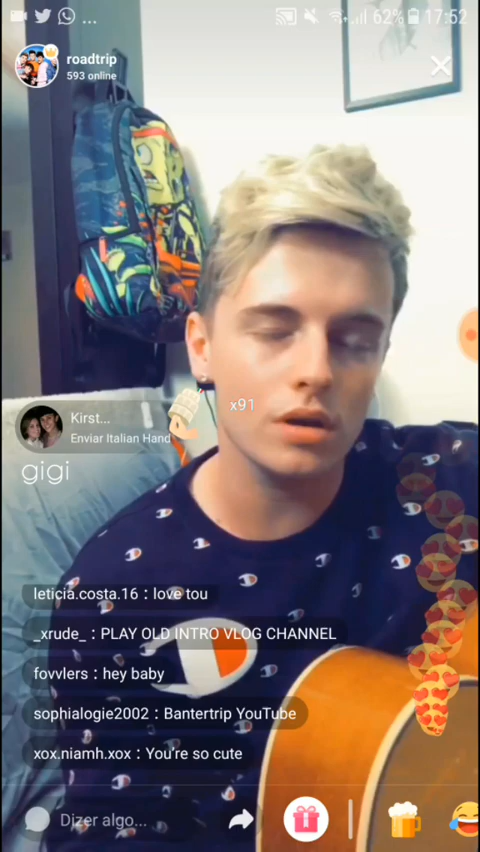 ... 62% 17:52
roadtrip
593 online
x91
Kirst...
Enviar Italian Hand
gigi
leticia.costa.16 : love tou
_xrude_ : PLAY OLD INTRO VLOG CHANNEL
fovvlers : hey baby
sophialogie2002 : Bantertrip YouTube
xox.niamh.xox : You're so cute
Dizer algo...